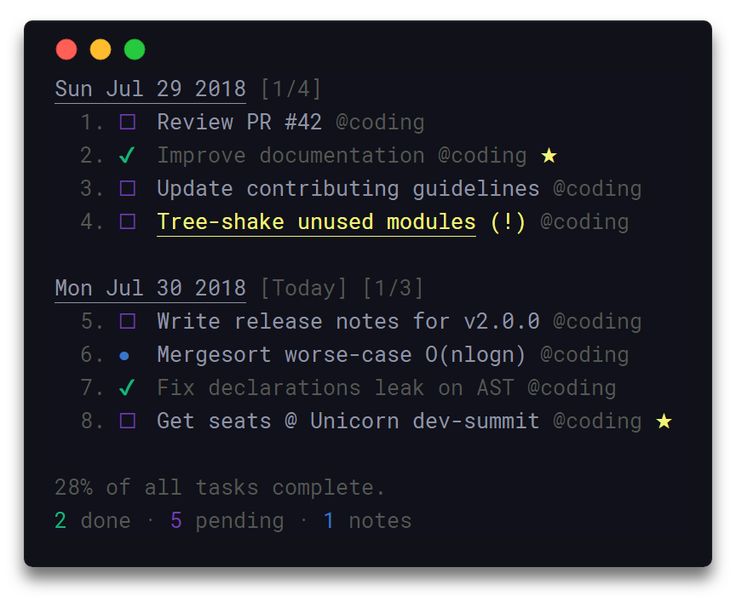 Sun Jul 29 2018 [1/4]
1. ☐ Review PR #42 @coding
2. ✔ Improve documentation @coding ★
3. ☐ Update contributing guidelines @coding
4. ☐ Tree-shake unused modules (!) @coding
Mon Jul 30 2018 [Today] [1/3]
5. ☐ Write release notes for v2.0.0 @coding
6. ● Mergesort worse-case O(nlogn) @coding
7. ✔ Fix declarations leak on AST @coding
8. ☐ Get seats @ Unicorn dev-summit @coding ★
28% of all tasks complete.
2 done · 5 pending · 1 notes